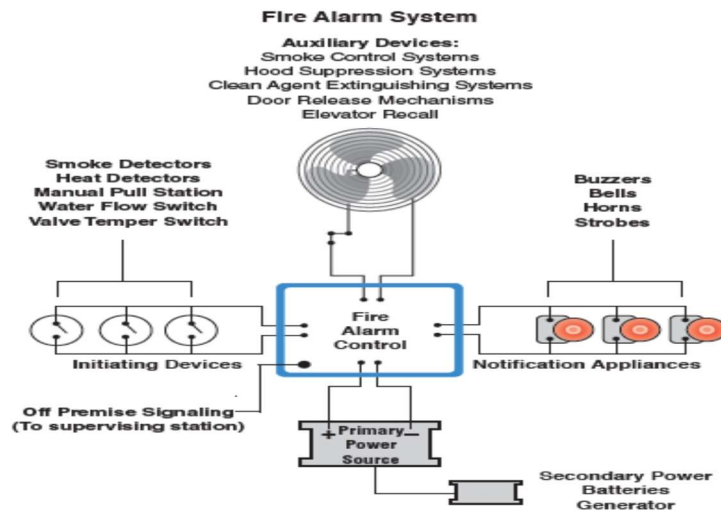 Fire Alarm System
Auxiliary Devices:
Smoke Control Systems
Hood Suppression Systems
Clean Agent Extinguishing Systems
Door Release Mechanisms
Elevator Recall
Smoke Detectors
Heat Detectors
Manual Pull Station
Water Flow Switch
Valve Temper Switch
Buzzers
Bells
Horns
Strobes
Fire
Alarm
Control
Initiating Devices
Notification Appliances
Off Premise Signaling
(To supervising station)
+ Primary –
Power
Source
Secondary Power
Batteries
Generator